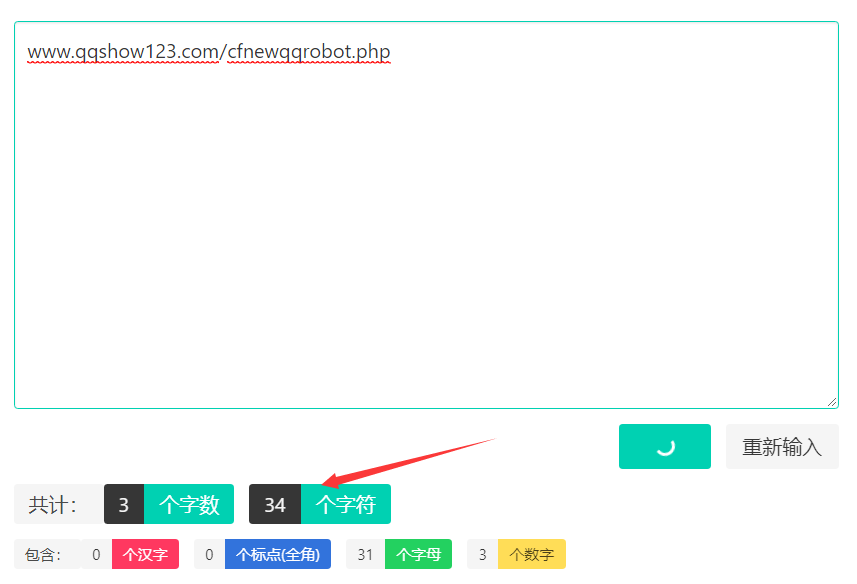 www.qqshow123.com/cfnewqqrobot.php
重新输入
共计: 3 个字数 34 个字符
包含: 0 个汉字 0 个标点(全角) 31 个字母 3 个数字